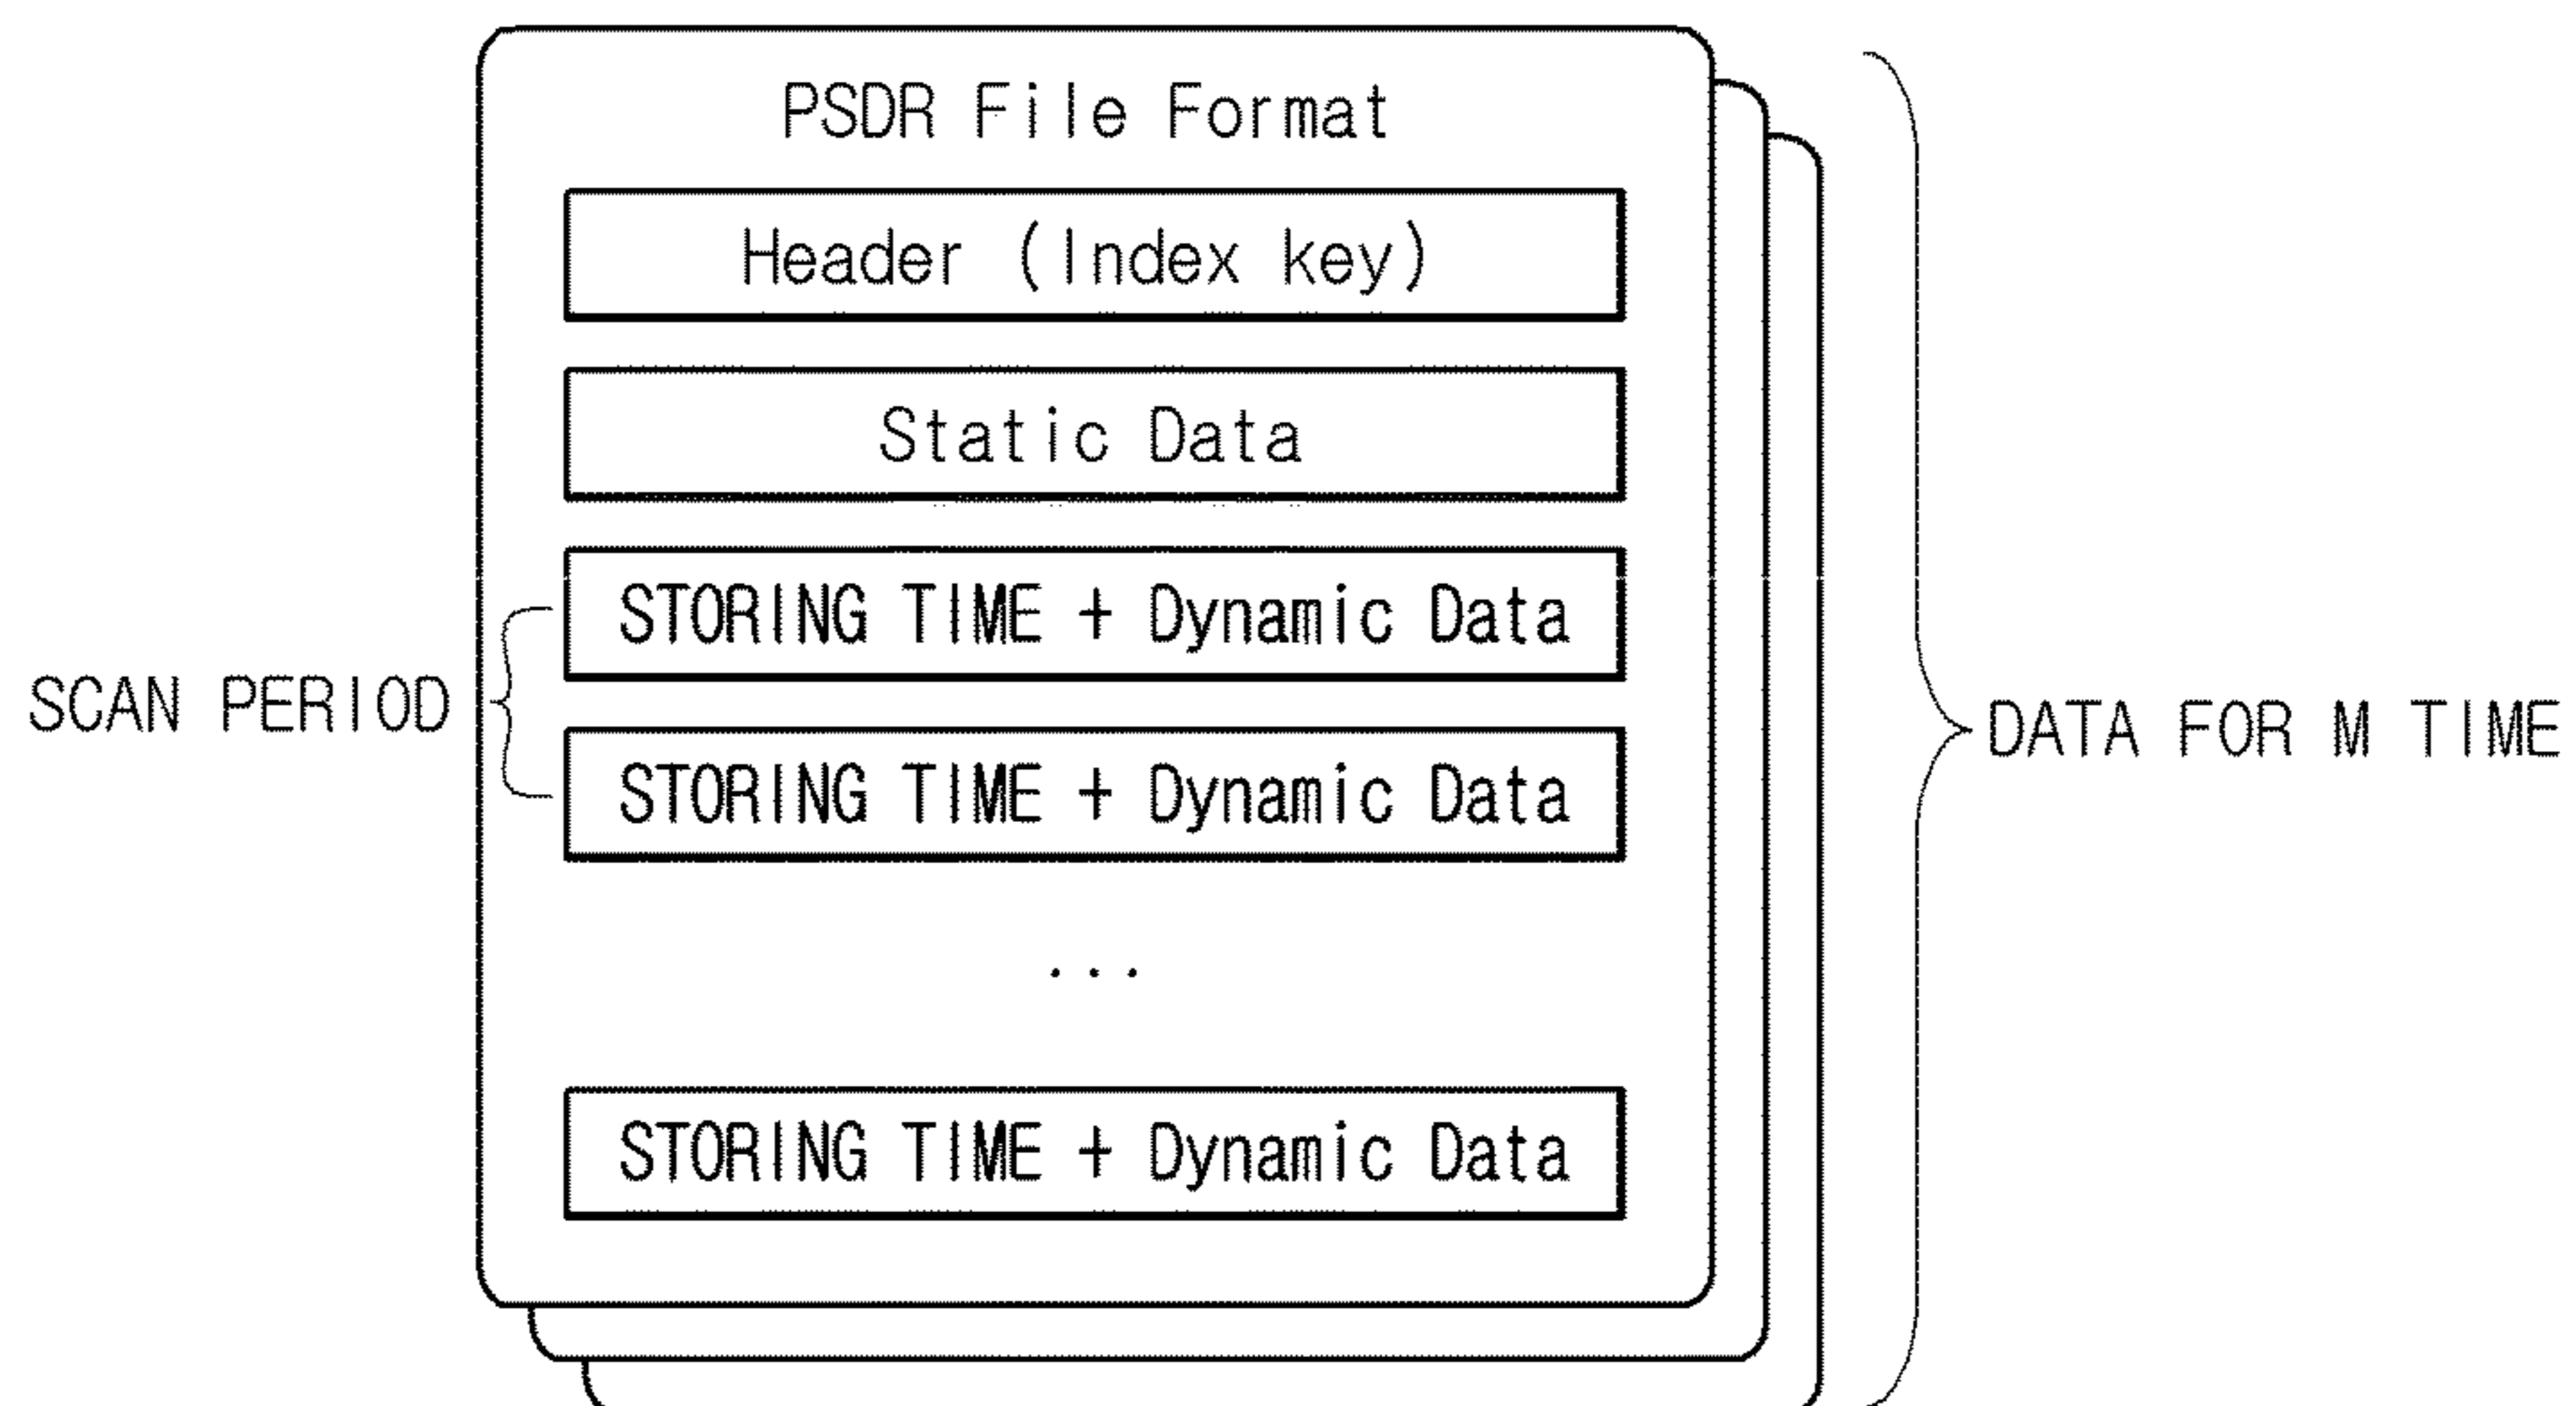 PSDR File Format
Header (Index key)
Static Data
STORING TIME + Dynamic Data
SCAN PERIOD
DATA FOR M TIME
STORING TIME + Dynamic Data
...
STORING TIME + Dynamic Data